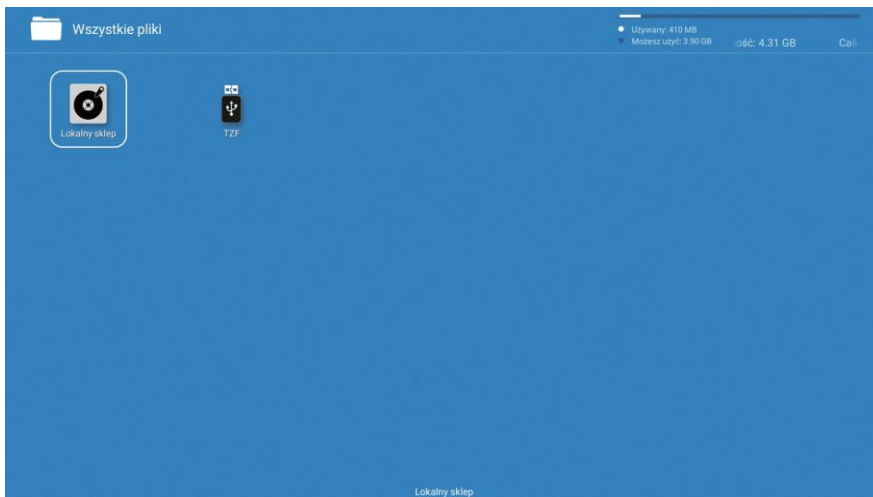 Wszystkie pliki
Używany: 410 MB
Możesz użyć: 3.90 GB
ość: 4.31 GB
Cał
Lokalny sklep
TZF
Lokalny sklep